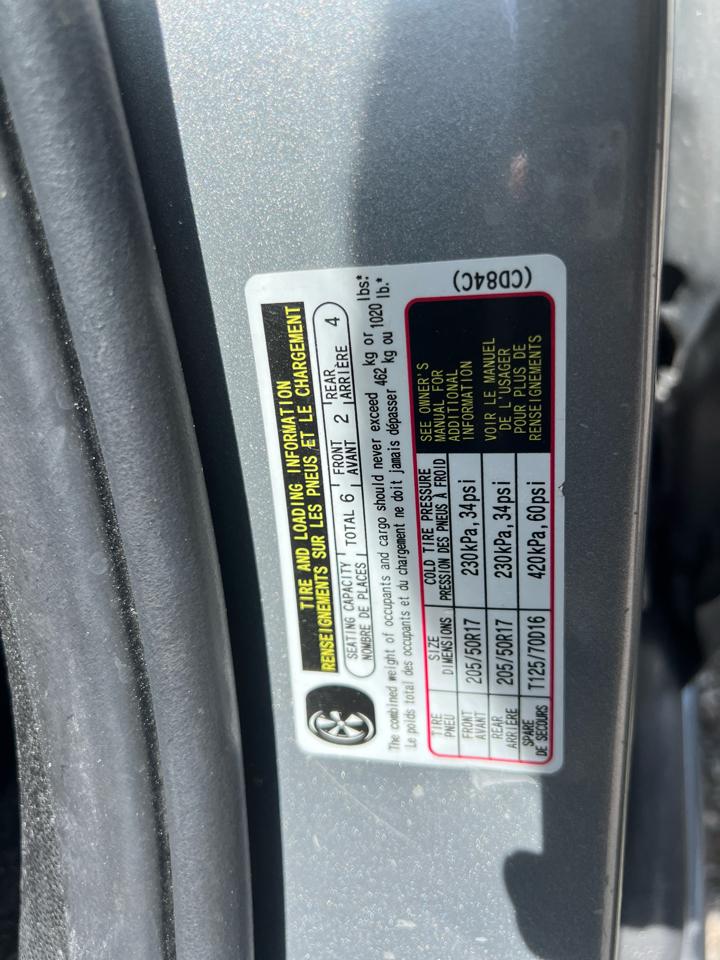 TIRE AND LOADING INFORMATION
RENSEIGNEMENTS SUR LES PNEUS ET LE CHARGEMENT
SEATING CAPACITY
NOMBRE DE PLACES
TOTAL 6
FRONT
AVANT
2
REAR
ARRIÈRE
4
The combined weight of occupants and cargo should never exceed kg or lbs.*
Le poids total des occupants et du chargement ne doit jamais dépasser 462 kg ou 1020 lb.*
TIRE
PNEU
SIZE
DIMENSIONS
COLD TIRE PRESSURE
PRESSION DES PNEUS À FROID
FRONT
AVANT
205/50R17
230kPa, 34psi
REAR
ARRIÈRE
205/50R17
230kPa, 34psi
SPARE
DE SECOURS
T125/70D16
420kPa, 60psi
SEE OWNER'S
MANUAL FOR
ADDITIONAL
INFORMATION
VOIR LE MANUEL
DE L'USAGER
POUR PLUS DE
RENSEIGNEMENTS
(CD84C)